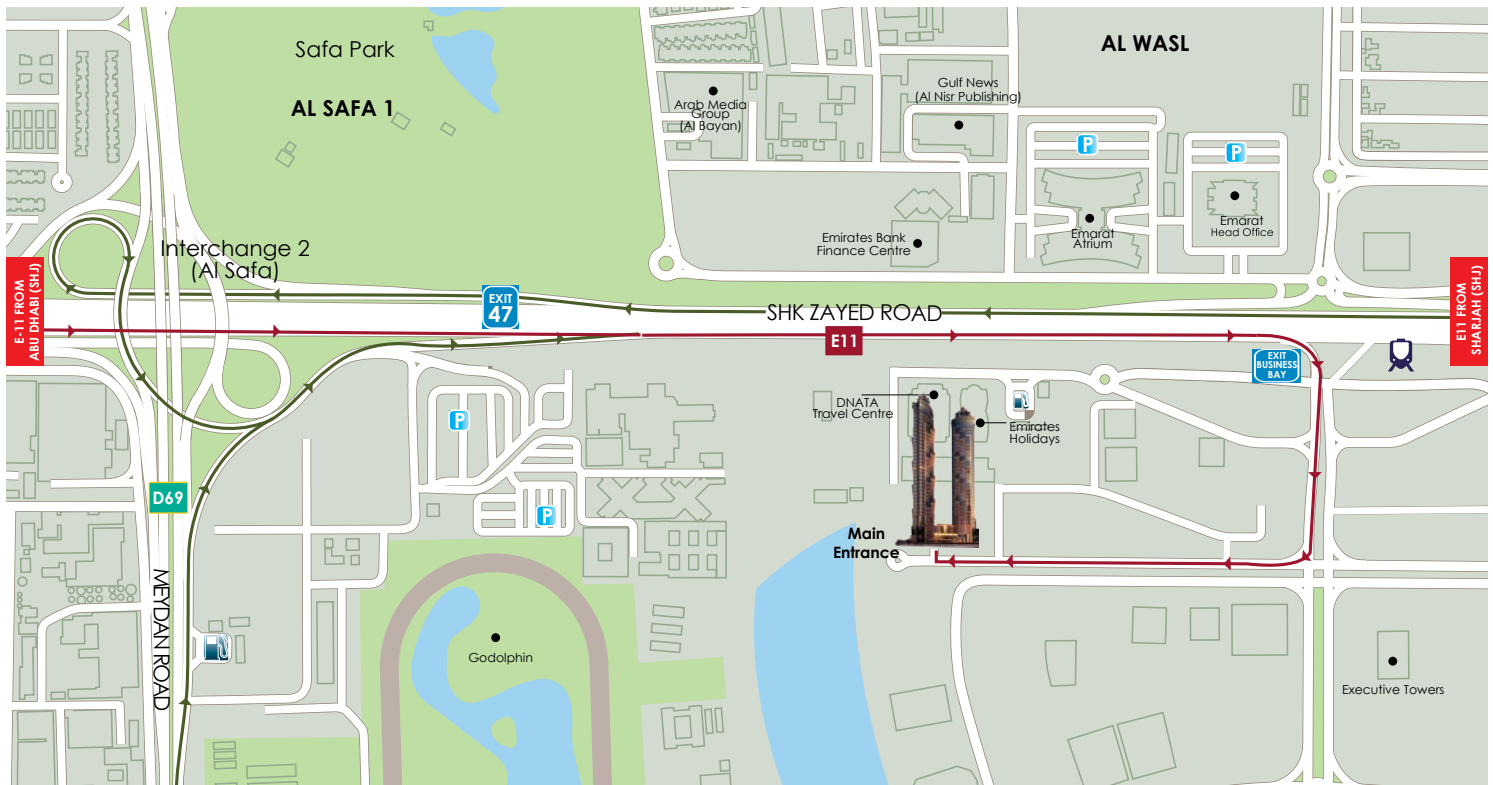 Safa Park
AL SAFA 1
AL WASL
Arab Media
Group
(Al Bayan)
Gulf News
(Al Nisr Publishing)
P
P
Emarat
Atrium
Emarat
Head Office
Emirates Bank
Finance Centre
Interchange 2
(Al Safa)
E-11 FROM
ABU DHABI (SHJ)
EXIT
47
SHK ZAYED ROAD
E11
E11 FROM
SHARJAH (SHJ)
EXIT
BUSINESS
BAY
DNATA
Travel Centre
Emirates
Holidays
P
P
D69
Main
Entrance
MEYDAN ROAD
Godolphin
Executive Towers